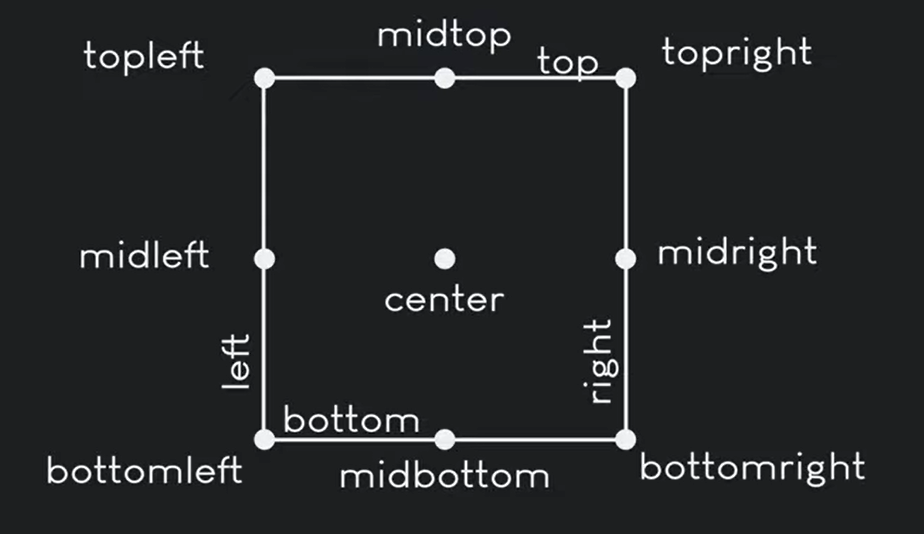 midtop
topleft
top
topright
midleft
midright
center
left
right
bottom
bottomleft
midbottom
bottomright